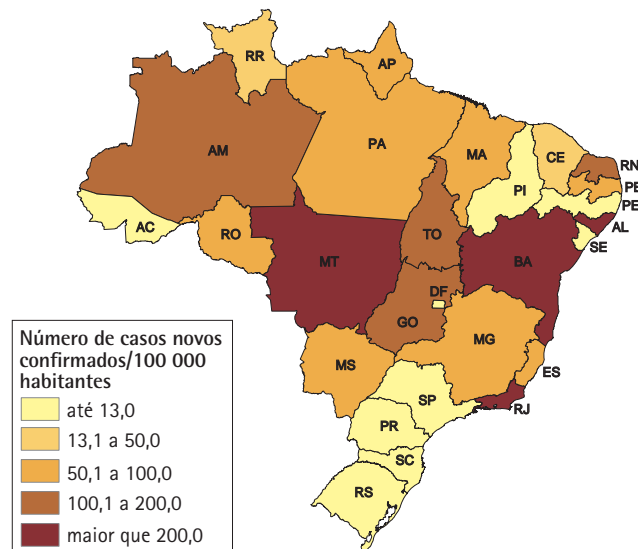 RR
AP
AM
PA
MA
CE
RN
PB
PI
PE
AL
SE
AC
RO
TO
MT
BA
DF
GO
MG
MS
ES
SP
RJ
PR
SC
RS
Número de casos novos
confirmados/100 000
habitantes
até 13,0
13,1 a 50,0
50,1 a 100,0
100,1 a 200,0
maior que 200,0